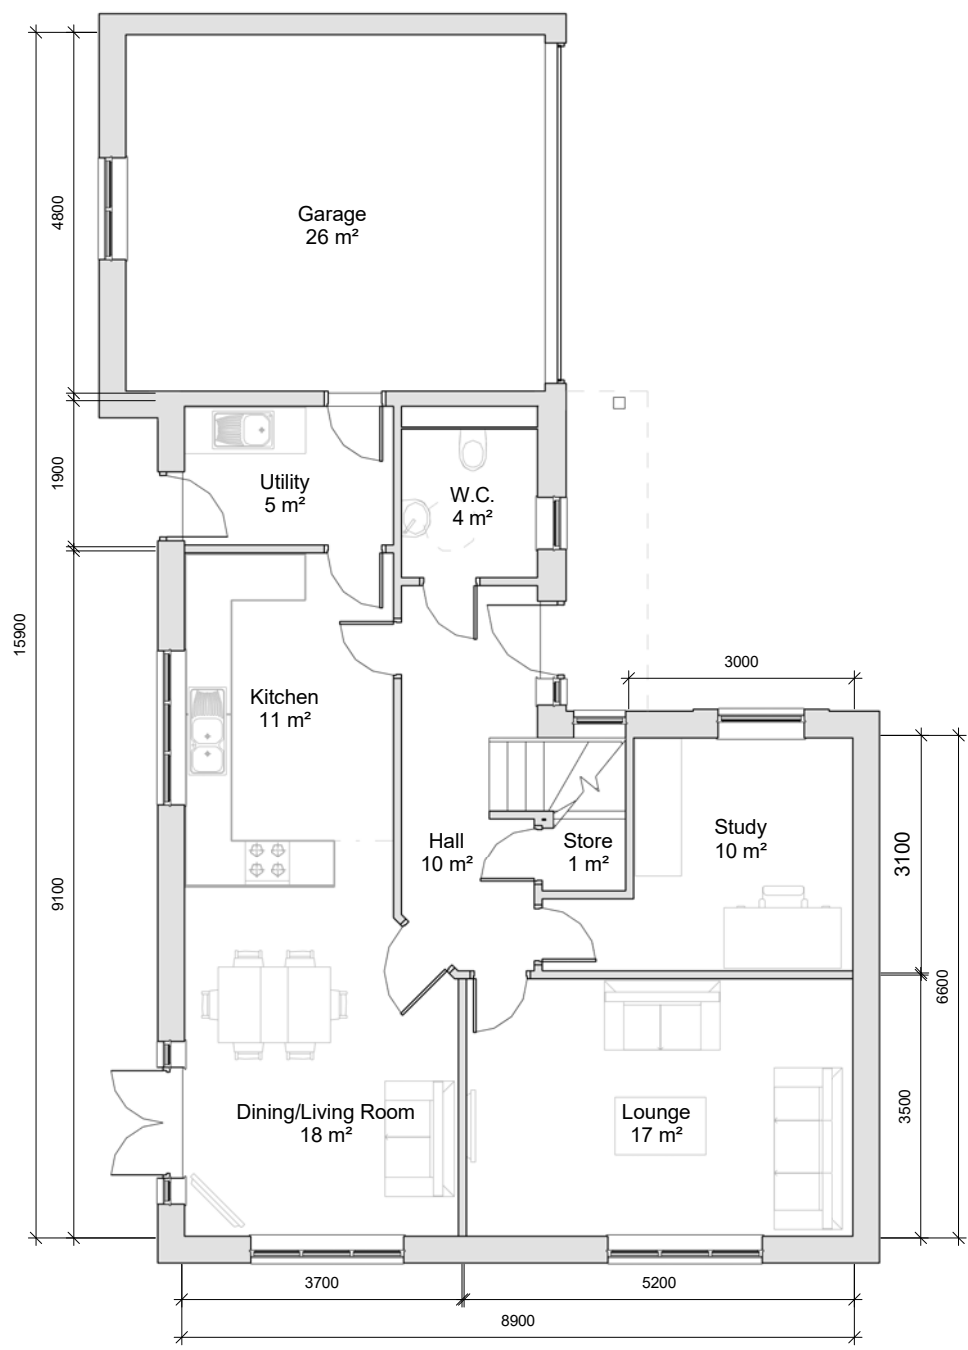 Garage
26 m²
4800
1900
Utility
5 m²
W.C.
4 m²
15900
3000
Kitchen
11 m²
Hall
10 m²
Store
1 m²
Study
10 m²
3100
9100
6600
Dining/Living Room
18 m²
Lounge
17 m²
3500
3700
5200
8900